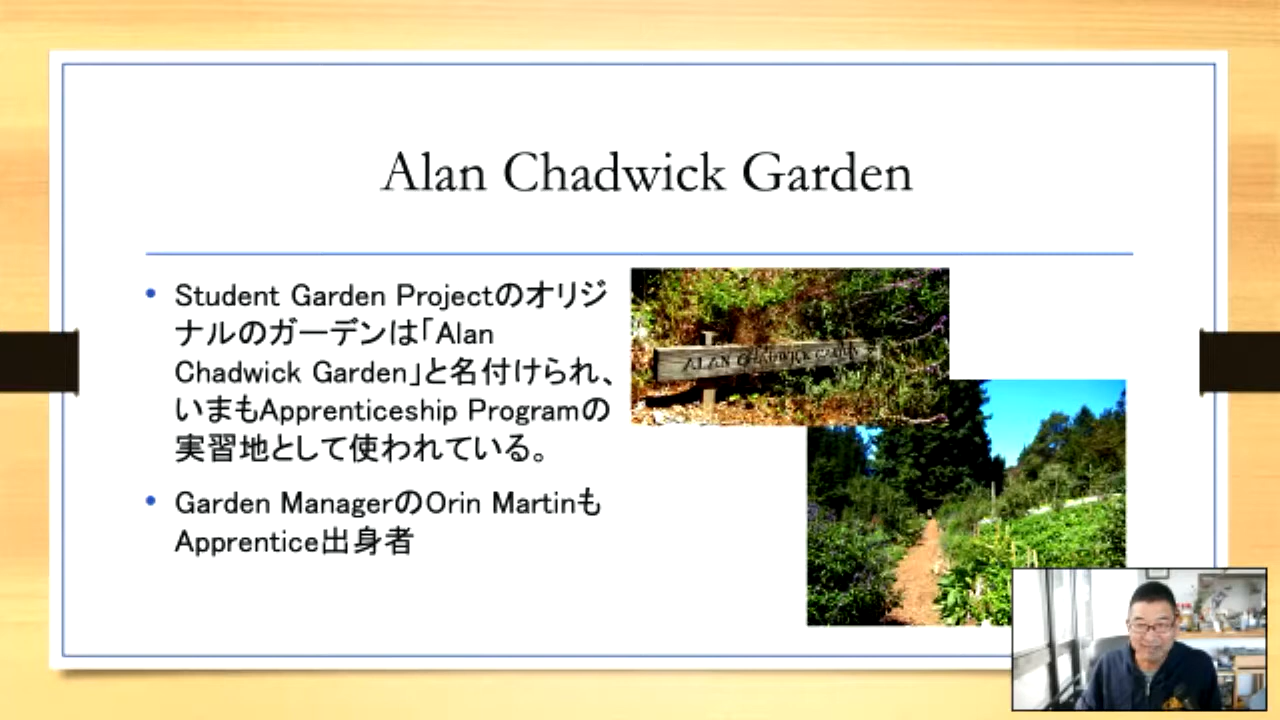 Alan Chadwick Garden
• Student Garden Projectのオリジ
ナルのガーデンは「Alan
Chadwick Garden」と名付けられ、
いまもApprenticeship Programの
実習地として使われている。
• Garden ManagerのOrin Martinも
Apprentice出身者
ALAN CHADWICK GARDEN